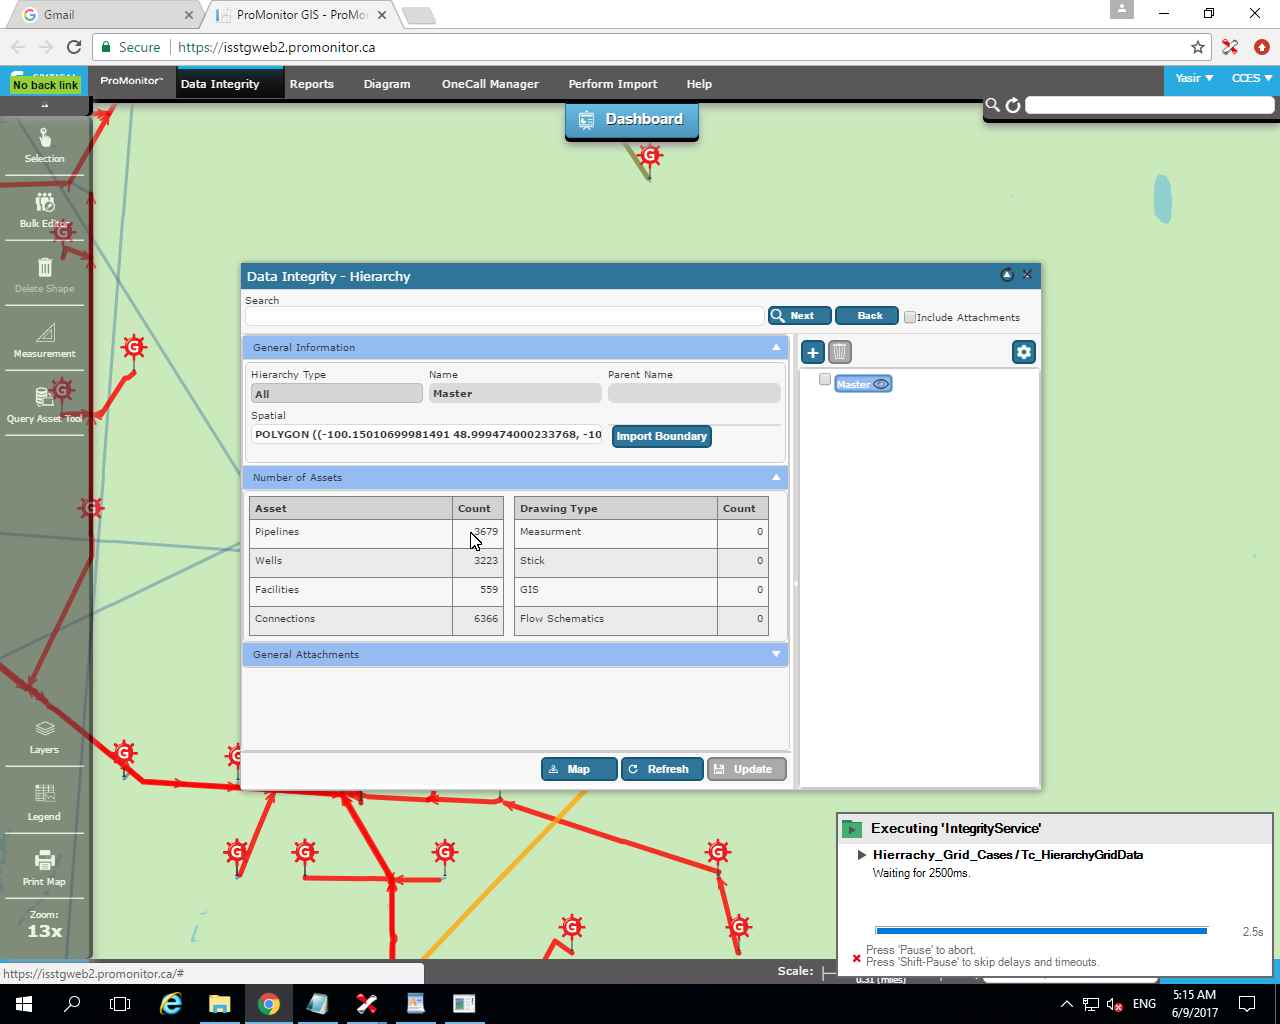 Gmail
ProMonitor GIS - ProMo
Secure
https://isstgweb2.promonitor.ca
No back link
ProMonitor™
Data Integrity
Reports
Diagram
OneCall Manager
Perform Import
Help
Yasir
CCES
Dashboard
Selection
Bulk Editor
Delete Shape
Measurement
Query Asset Tool
Layers
Legend
Print Map
Zoom:
13x
Data Integrity - Hierarchy
Search
Next
Back
Include Attachments
General Information
Hierarchy Type
Name
Parent Name
All
Master
Spatial
POLYGON ((-100.15010699981491 48.999474000233768, -10
Import Boundary
Master
Number of Assets
Asset Count
Drawing Type Count
Pipelines 3679
Measurment 0
Wells 3223
Stick 0
Facilities 559
GIS 0
Connections 6366
Flow Schematics 0
General Attachments
Map
Refresh
Update
G
G
G
G
G
G
G
G
G
G
G
G
G
Executing 'IntegrityService'
Hierrachy_Grid_Cases / Tc_HierarchyGridData
Waiting for 2500ms.
2.5s
Press 'Pause' to abort.
Press 'Shift-Pause' to skip delays and timeouts.
https://isstgweb2.promonitor.ca/#
Scale:
0.31 (miles)
ENG
5:15 AM
6/9/2017